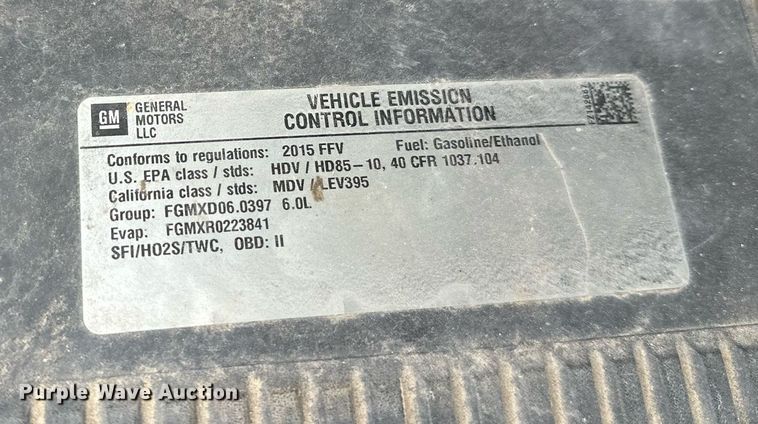 GM
GENERAL
MOTORS
LLC
VEHICLE EMISSION
CONTROL INFORMATION
Conforms to regulations: 2015 FFV Fuel: Gasoline/Ethanol
U.S. EPA class / stds: HDV / HD85-10, 40 CFR 1037.104
California class / stds: MDV / LEV395
Group: FGMXD06.0397 6.0L
Evap: FGMXR0223841
SFI/HO2S/TWC, OBD: II
Purple Wave Auction